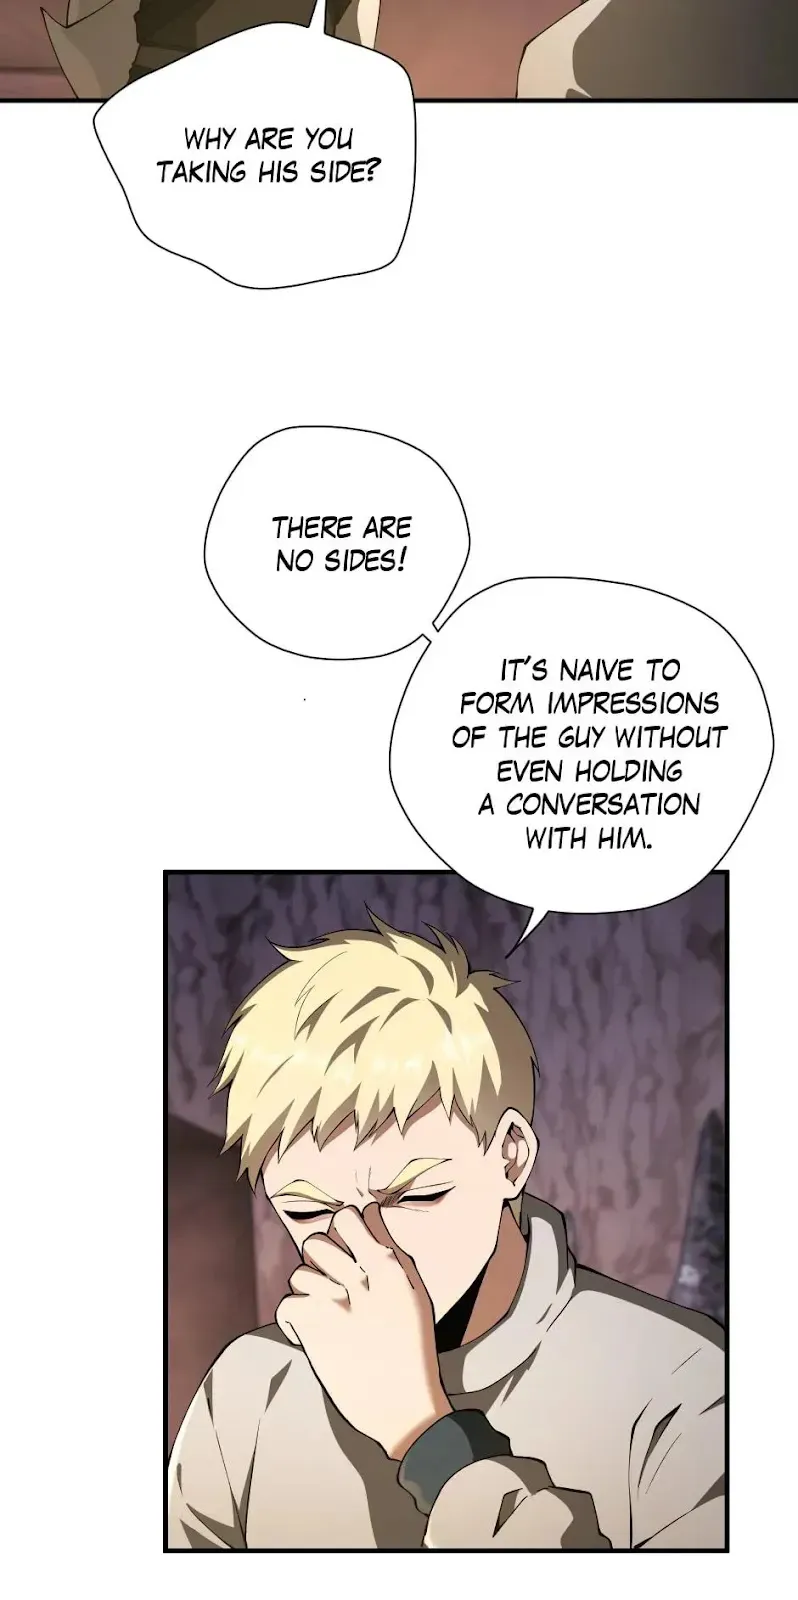 WHY ARE YOU
TAKING HIS SIDE?
THERE ARE
NO SIDES!
IT'S NAIVE TO
FORM IMPRESSIONS
OF THE GUY WITHOUT
EVEN HOLDING
A CONVERSATION
WITH HIM.